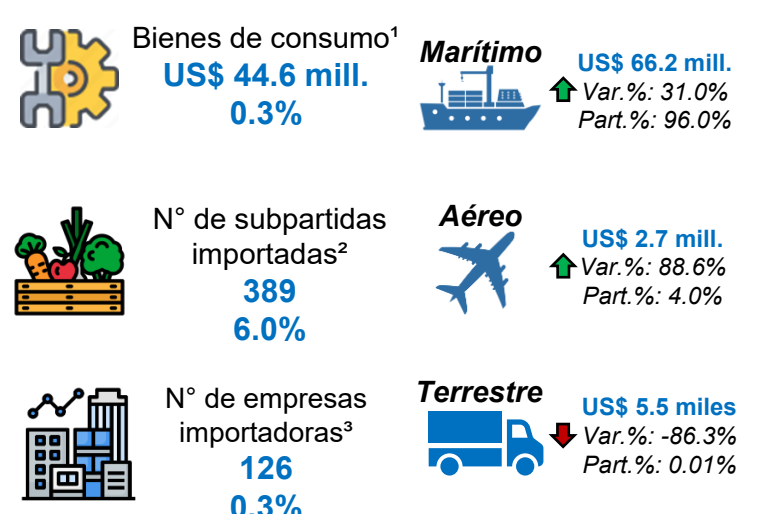 Bienes de consumo¹
US$ 44.6 mill.
0.3%
N° de subpartidas
importadas²
389
6.0%
N° de empresas
importadoras³
126
0.3%
Marítimo
US$ 66.2 mill.
Var.%: 31.0%
Part.%: 96.0%
Aéreo
US$ 2.7 mill.
Var.%: 88.6%
Part.%: 4.0%
Terrestre
US$ 5.5 miles
Var.%: -86.3%
Part.%: 0.01%